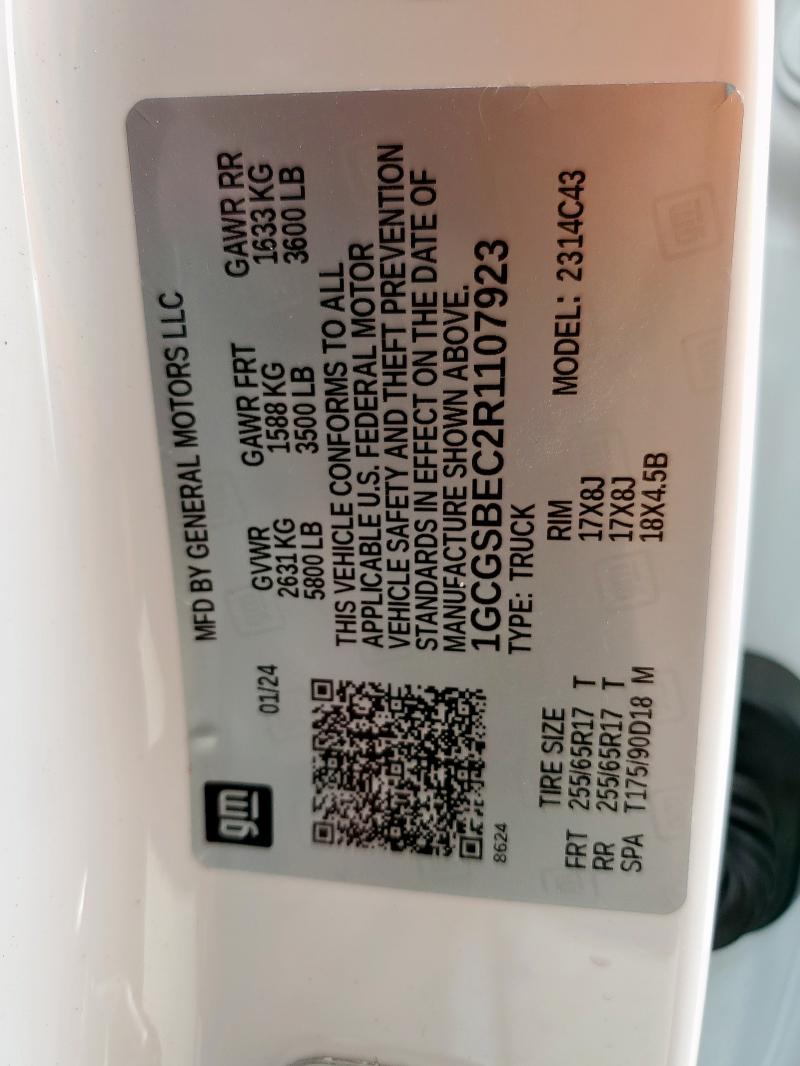 gm
MFD BY GENERAL MOTORS LLC
01/24
GVWR GAWR FRT GAWR RR
2631 KG 1588 KG 1633 KG
5800 LB 3500 LB 3600 LB
THIS VEHICLE CONFORMS TO ALL
APPLICABLE U.S. FEDERAL MOTOR
VEHICLE SAFETY AND THEFT PREVENTION
STANDARDS IN EFFECT ON THE DATE OF
MANUFACTURE SHOWN ABOVE.
1GCGSBEC2R1107923
8624
TYPE: TRUCK
TIRE SIZE RIM MODEL: 2314C43
FRT 255/65R17 T 17X8J
RR 255/65R17 T 17X8J
SPA T175/90D18 M 18X4.5B